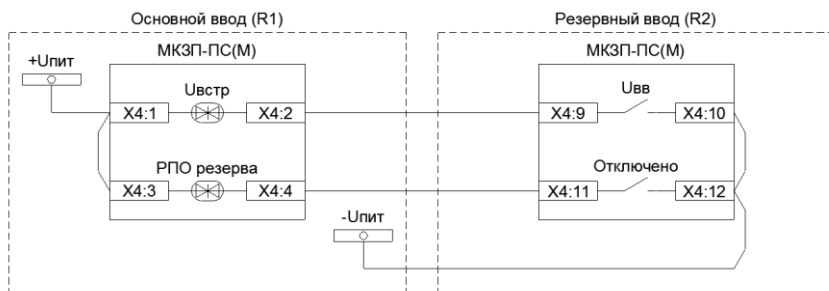 Основной ввод (R1)
Резервный ввод (R2)
МКЗП-ПС(М)
МКЗП-ПС(М)
+Uпит
Uвстр
Uвв
X4:1
X4:2
X4:9
X4:10
РПО резерва
Отключено
X4:3
X4:4
X4:11
X4:12
-Uпит